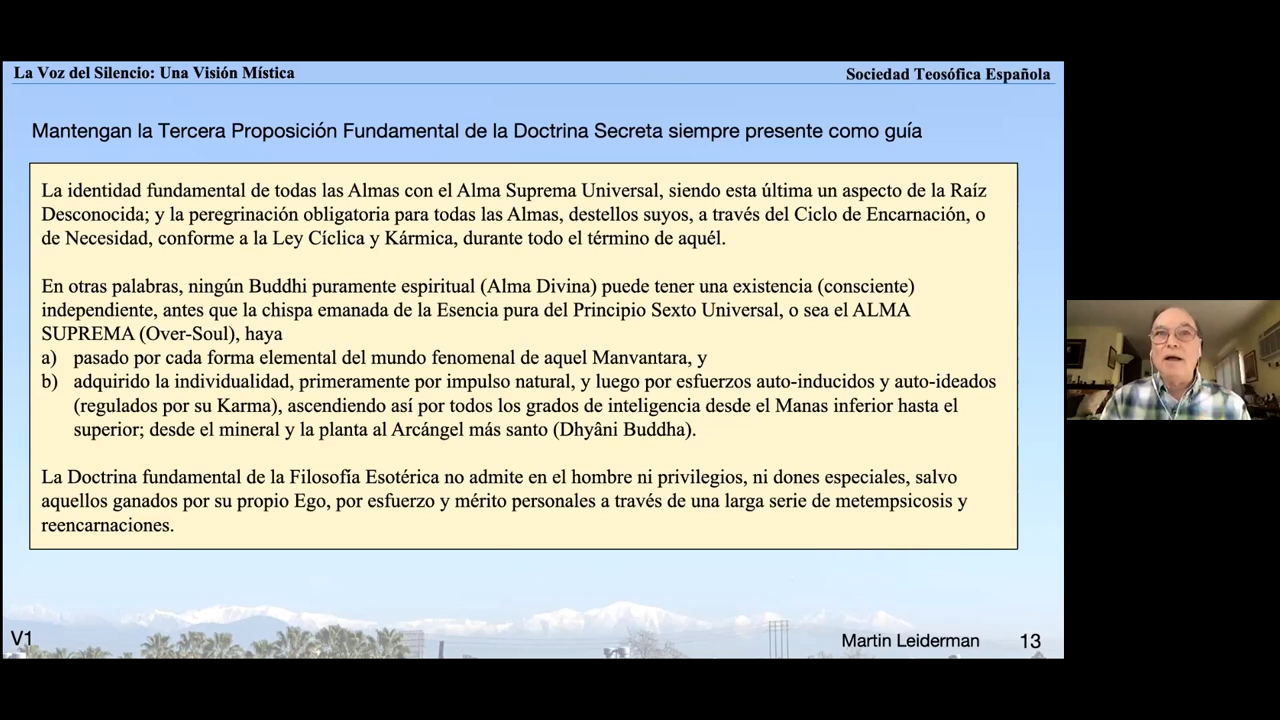 La Voz del Silencio: Una Visión Mística
Sociedad Teosófica Española
Mantengan la Tercera Proposición Fundamental de la Doctrina Secreta siempre presente como guía
La identidad fundamental de todas las Almas con el Alma Suprema Universal, siendo esta última un aspecto de la Raíz
Desconocida; y la peregrinación obligatoria para todas las Almas, destellos suyos, a través del Ciclo de Encarnación, o
de Necesidad, conforme a la Ley Cíclica y Kármica, durante todo el término de aquél.
En otras palabras, ningún Buddhi puramente espiritual (Alma Divina) puede tener una existencia (consciente)
independiente, antes que la chispa emanada de la Esencia pura del Principio Sexto Universal, o sea el ALMA
SUPREMA (Over-Soul), haya
a) pasado por cada forma elemental del mundo fenomenal de aquel Manvantara, y
b) adquirido la individualidad, primeramente por impulso natural, y luego por esfuerzos auto-inducidos y auto-ideados
(regulados por su Karma), ascendiendo así por todos los grados de inteligencia desde el Manas inferior hasta el
superior; desde el mineral y la planta al Arcángel más santo (Dhyâni Buddha).
La Doctrina fundamental de la Filosofía Esotérica no admite en el hombre ni privilegios, ni dones especiales, salvo
aquellos ganados por su propio Ego, por esfuerzo y mérito personales a través de una larga serie de metempsicosis y
reencarnaciones.
V1
Martin Leiderman
13